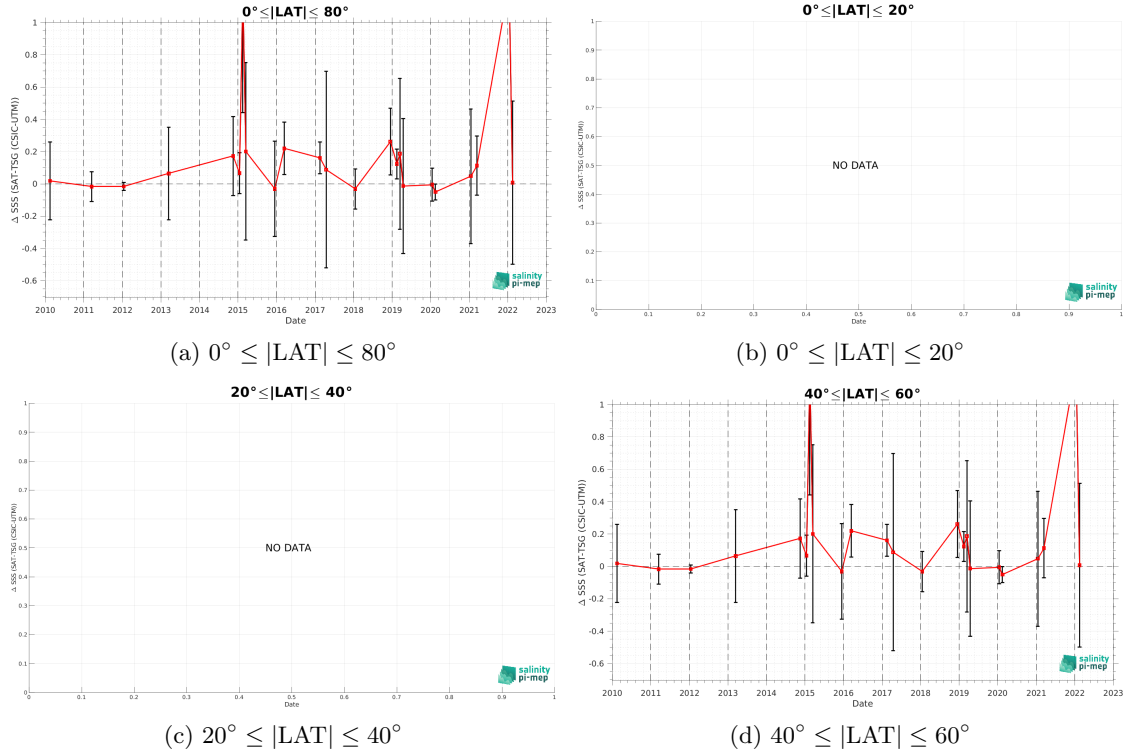 0°≤|LAT|≤ 80°
Δ SSS (SAT-TSG (CSIC-UTM))
1
0.8
0.6
0.4
0.2
0
-0.2
-0.4
-0.6
2010 2011 2012 2013 2014 2015 2016 2017 2018 2019 2020 2021 2022 2023
Date
salinity
pi-mep
(a) 0° ≤ |LAT| ≤ 80°
0°≤|LAT|≤ 20°
Δ SSS (SAT-TSG (CSIC-UTM))
1
0.9
0.8
0.7
0.6
0.5
0.4
0.3
0.2
0.1
0
NO DATA
0 0.1 0.2 0.3 0.4 0.5 0.6 0.7 0.8 0.9 1
Date
salinity
pi-mep
(b) 0° ≤ |LAT| ≤ 20°
20°≤|LAT|≤ 40°
Δ SSS (SAT-TSG (CSIC-UTM))
1
0.9
0.8
0.7
0.6
0.5
0.4
0.3
0.2
0.1
0
NO DATA
0 0.1 0.2 0.3 0.4 0.5 0.6 0.7 0.8 0.9 1
Date
salinity
pi-mep
(c) 20° ≤ |LAT| ≤ 40°
40°≤|LAT|≤ 60°
Δ SSS (SAT-TSG (CSIC-UTM))
1
0.8
0.6
0.4
0.2
0
-0.2
-0.4
-0.6
2010 2011 2012 2013 2014 2015 2016 2017 2018 2019 2020 2021 2022 2023
Date
salinity
pi-mep
(d) 40° ≤ |LAT| ≤ 60°